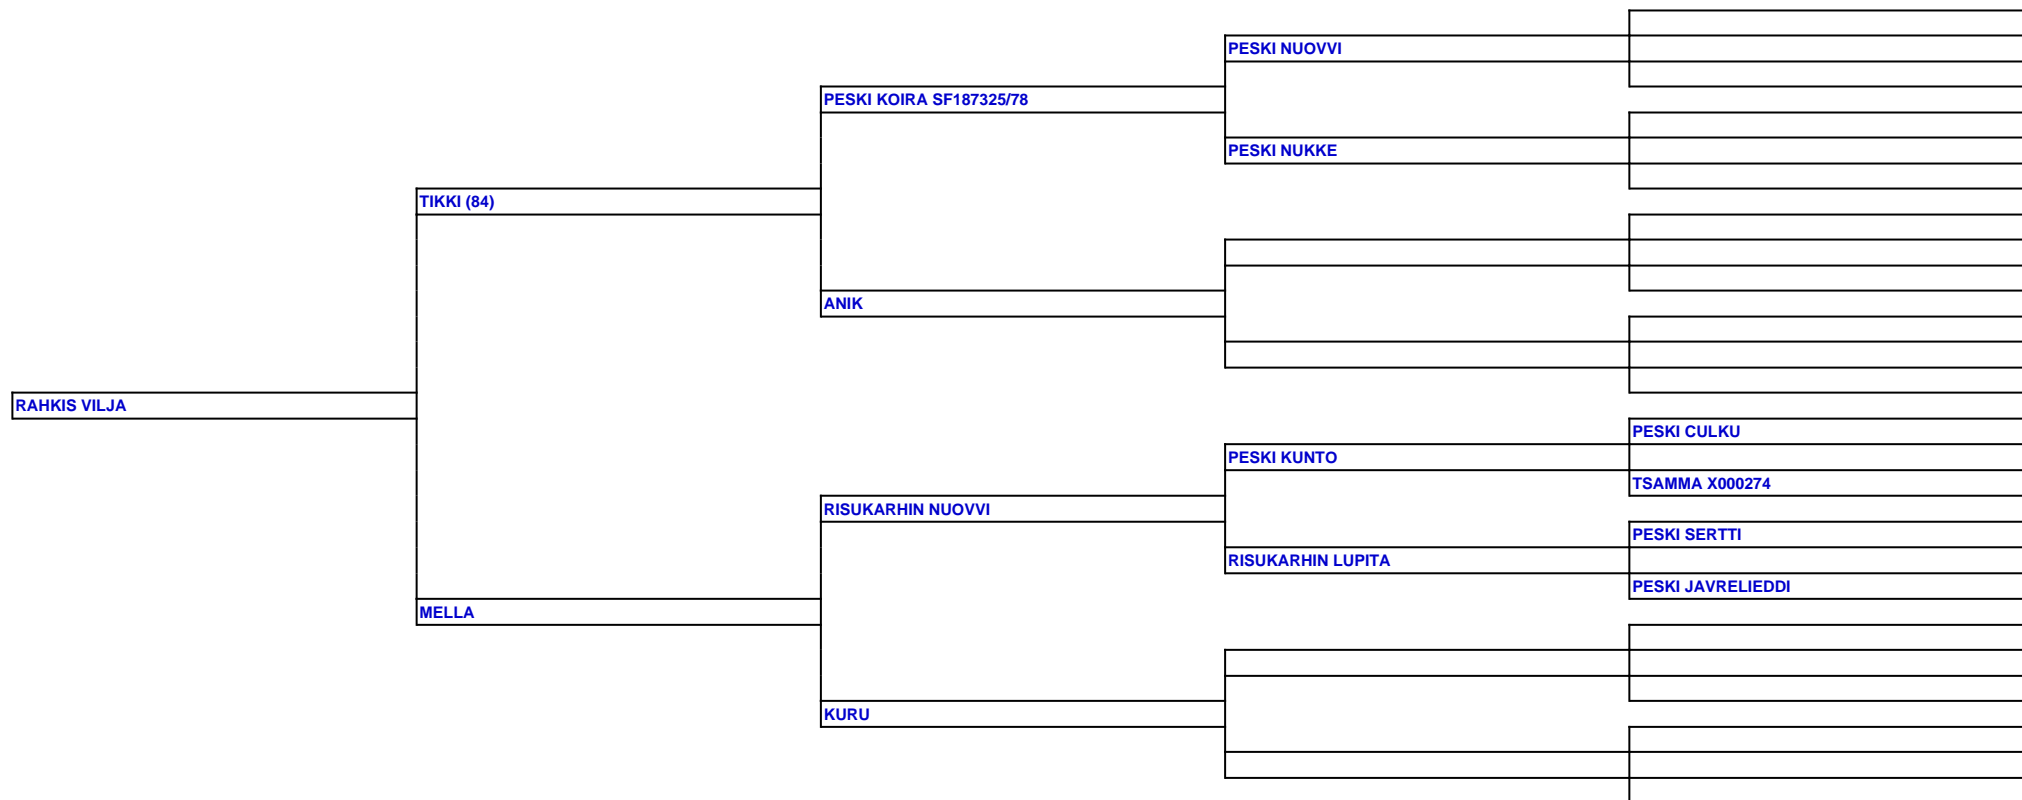 PESKI NUOVVI
PESKI KOIRA SF187325/78
PESKI NUKKE
TIKKI (84)
ANIK
RAHKIS VILJA
PESKI CULKU
PESKI KUNTO
TSAMMA X000274
RISUKARHIN NUOVVI
PESKI SERTTI
RISUKARHIN LUPITA
PESKI JAVRELIEDDI
MELLA
KURU